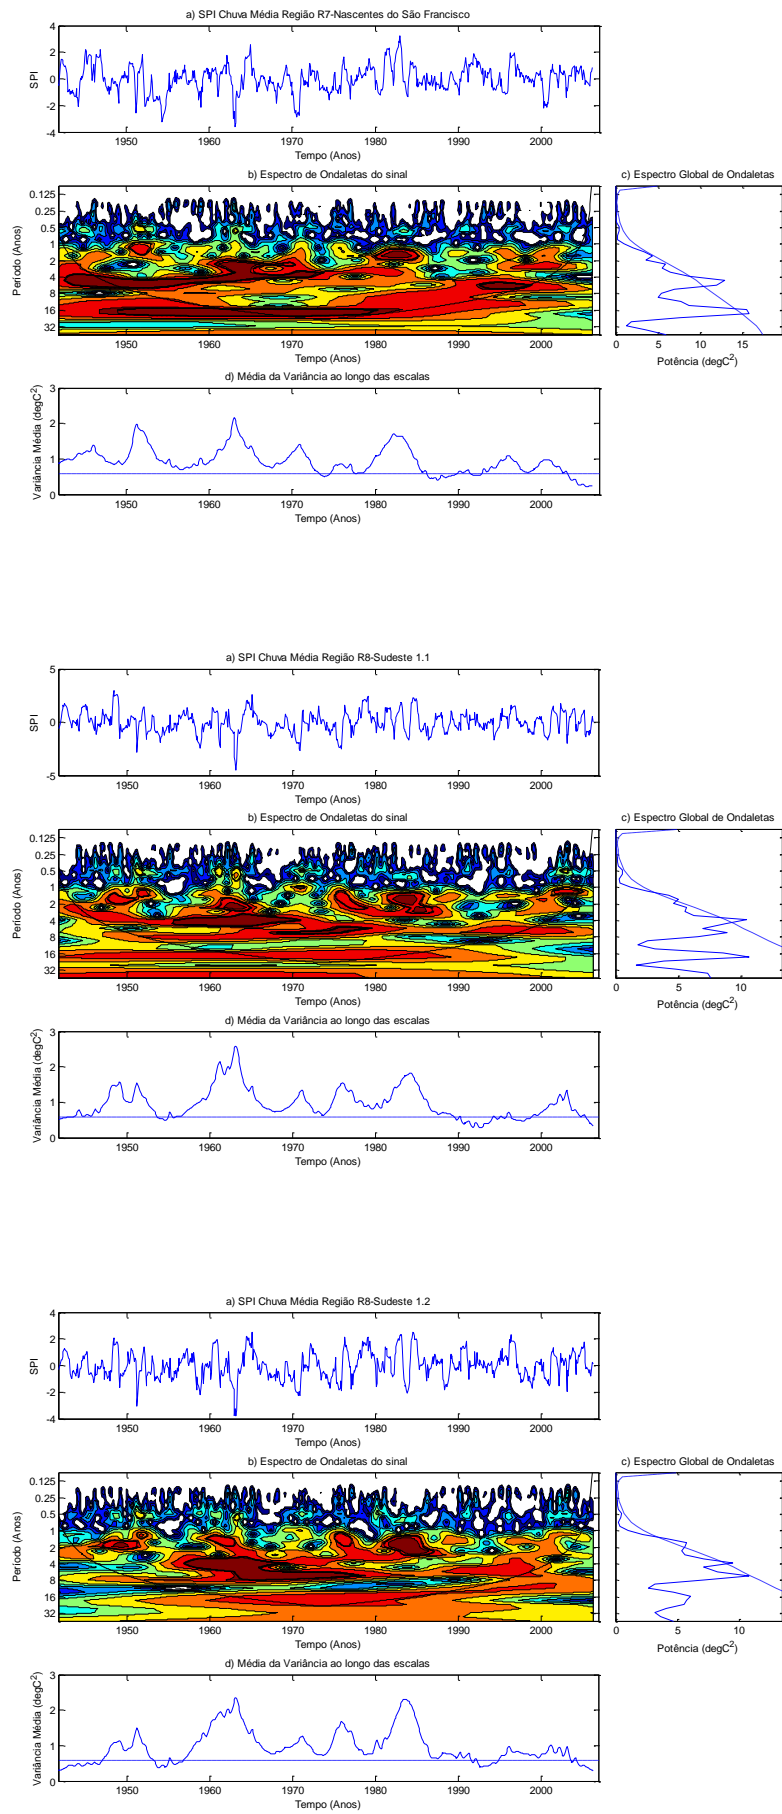 a) SPI Chuva Média Região R7-Nascentes do São Francisco
4
2
0
-2
-4
SPI
1950 1960 1970 1980 1990 2000
Tempo (Anos)
b) Espectro de Ondaletas do sinal
0.125
0.25
0.5
1
2
4
8
16
32
Período (Anos)
1950 1960 1970 1980 1990 2000
Tempo (Anos)
c) Espectro Global de Ondaletas
0 5 10 15
Potência (degC²)
d) Média da Variância ao longo das escalas
3
2
1
0
Variância Média (degC²)
1950 1960 1970 1980 1990 2000
Tempo (Anos)
a) SPI Chuva Média Região R8-Sudeste 1.1
5
0
-5
SPI
1950 1960 1970 1980 1990 2000
Tempo (Anos)
b) Espectro de Ondaletas do sinal
0.125
0.25
0.5
1
2
4
8
16
32
Período (Anos)
1950 1960 1970 1980 1990 2000
Tempo (Anos)
c) Espectro Global de Ondaletas
0 5 10
Potência (degC²)
d) Média da Variância ao longo das escalas
3
2
1
0
Variância Média (degC²)
1950 1960 1970 1980 1990 2000
Tempo (Anos)
a) SPI Chuva Média Região R8-Sudeste 1.2
4
2
0
-2
-4
SPI
1950 1960 1970 1980 1990 2000
Tempo (Anos)
b) Espectro de Ondaletas do sinal
0.125
0.25
0.5
1
2
4
8
16
32
Período (Anos)
1950 1960 1970 1980 1990 2000
Tempo (Anos)
c) Espectro Global de Ondaletas
0 5 10
Potência (degC²)
d) Média da Variância ao longo das escalas
3
2
1
0
Variância Média (degC²)
1950 1960 1970 1980 1990 2000
Tempo (Anos)